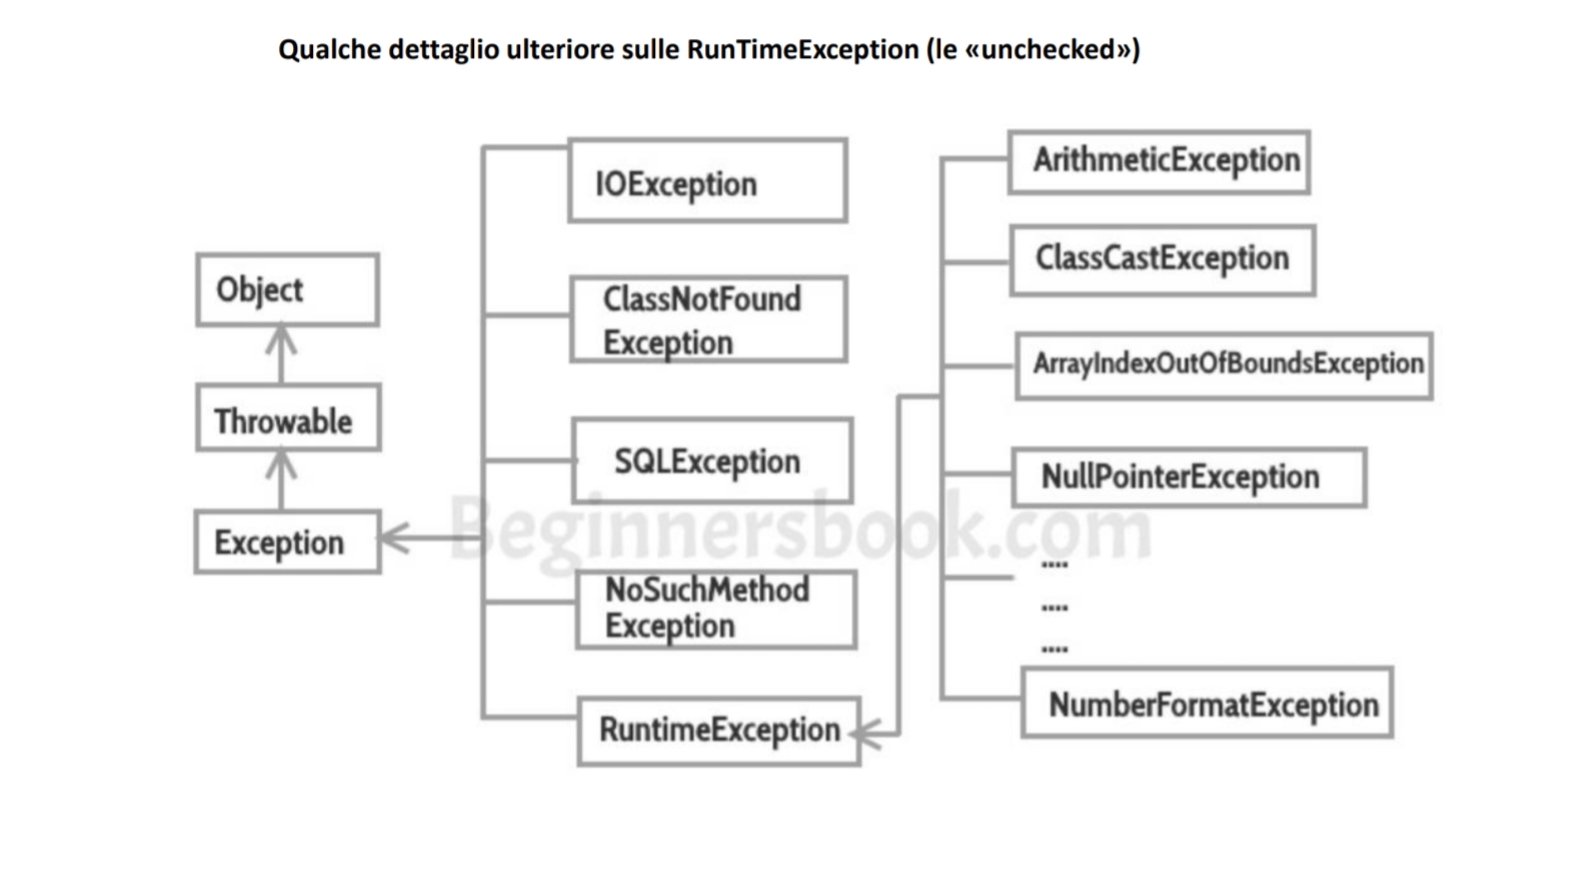 Qualche dettaglio ulteriore sulle RunTimeException (le «unchecked»)
Object
Throwable
Exception
IOException
ClassNotFound
Exception
SQLException
NoSuchMethod
Exception
RuntimeException
ArithmeticException
ClassCastException
ArrayIndexOutOfBoundsException
NullPointerException
....
....
....
NumberFormatException
Beginnersbook.com